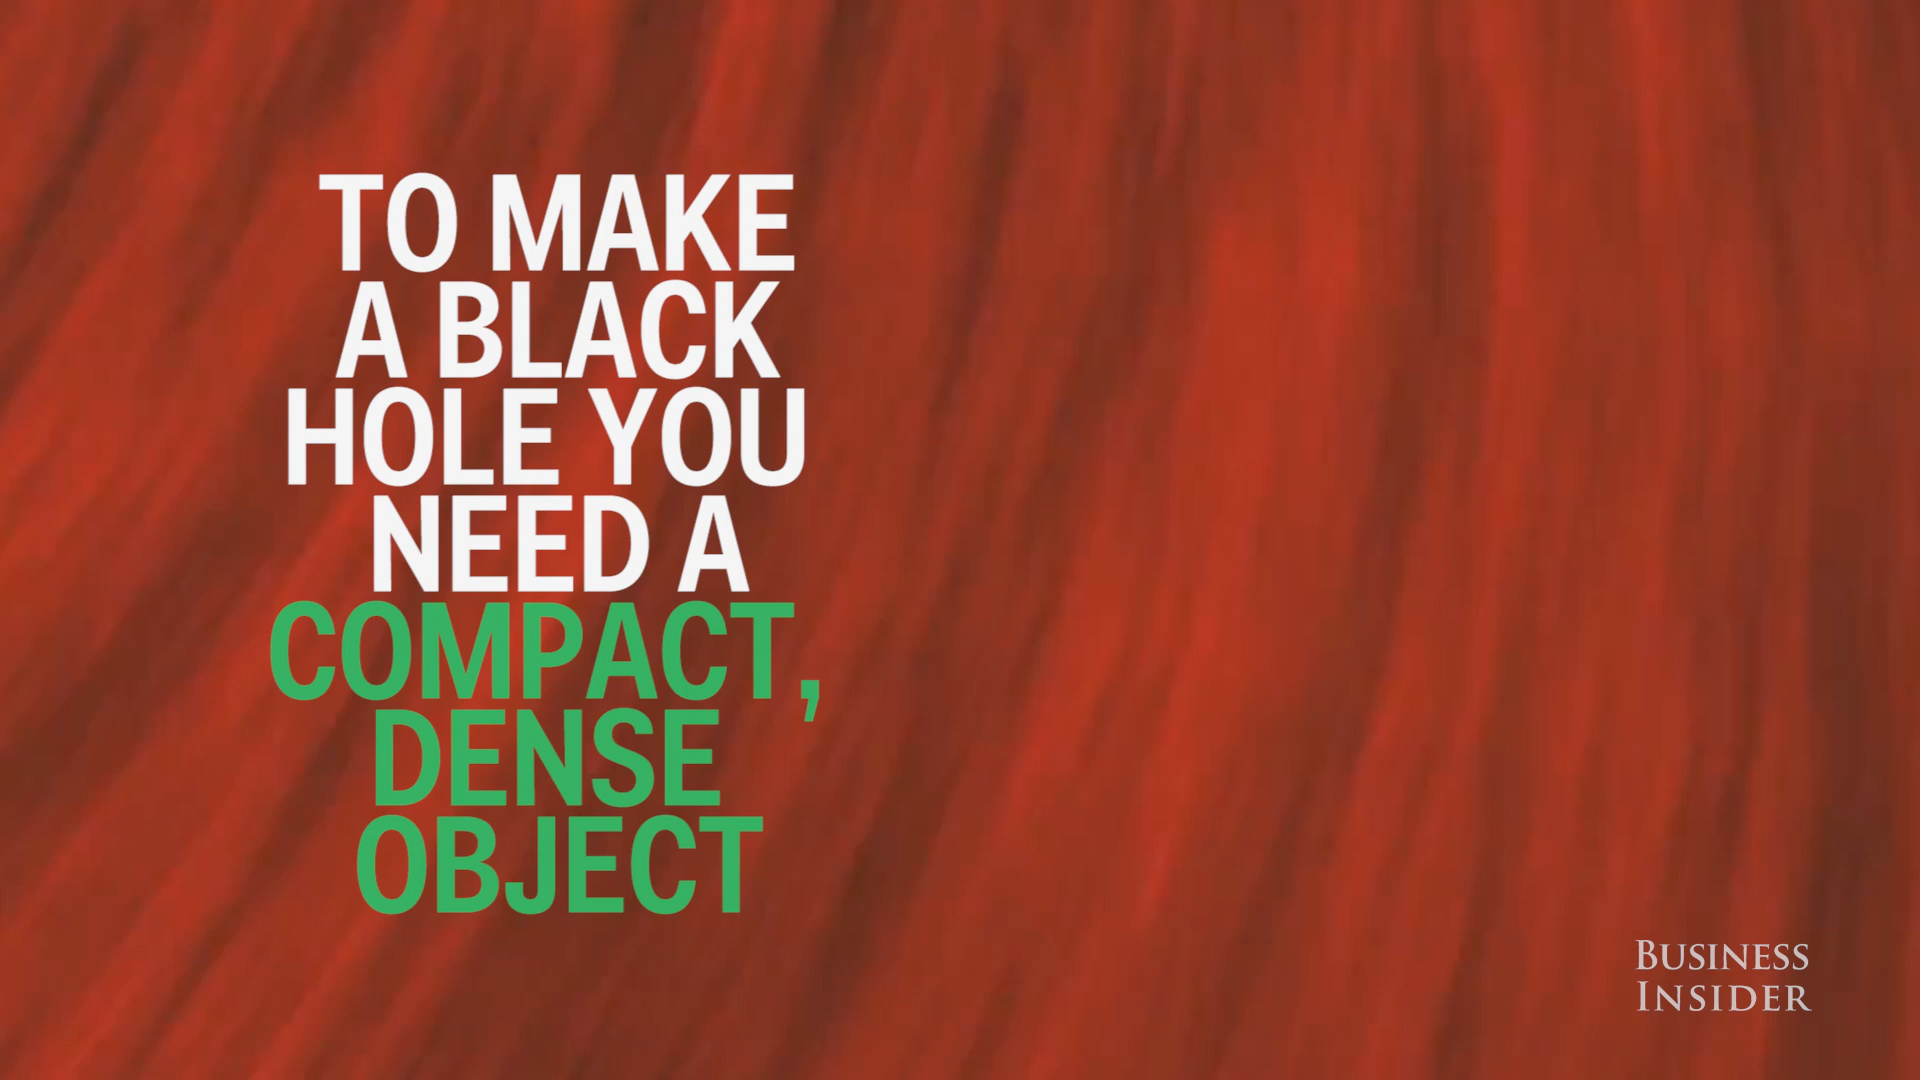 TO MAKE
A BLACK
HOLE YOU
NEED A
COMPACT,
DENSE
OBJECT
BUSINESS
INSIDER